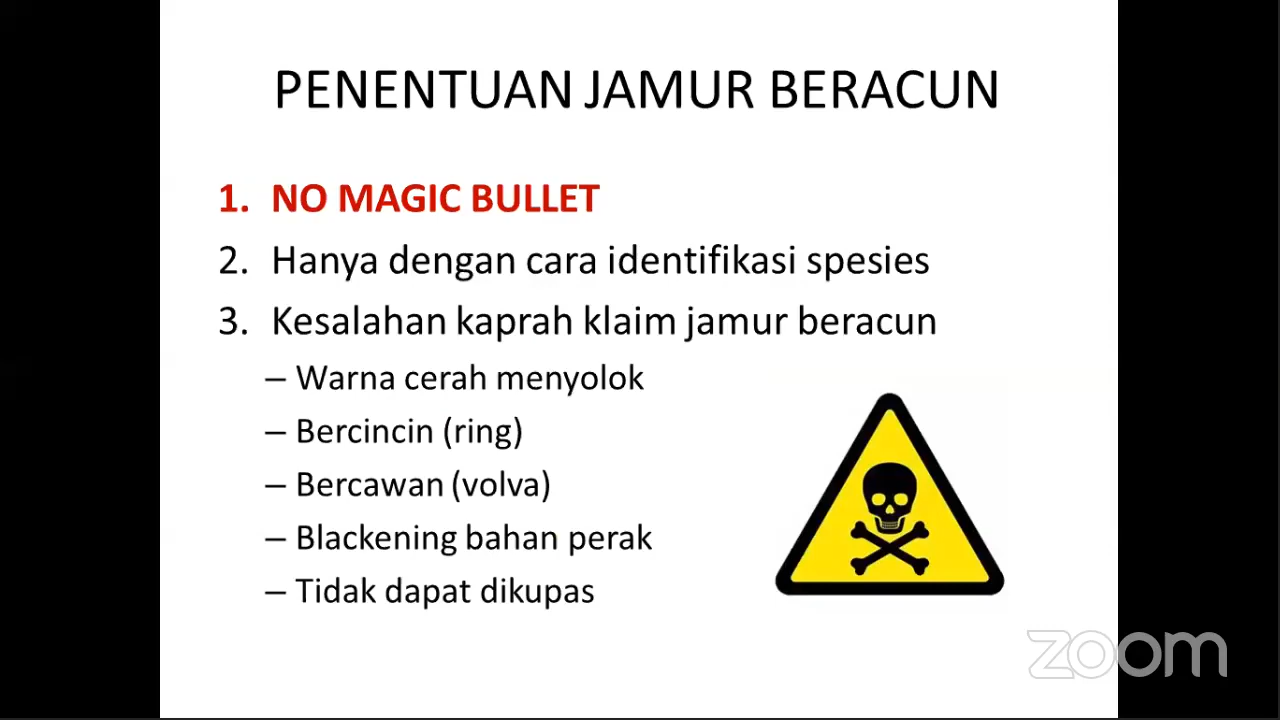 PENENTUAN JAMUR BERACUN
1. NO MAGIC BULLET
2. Hanya dengan cara identifikasi spesies
3. Kesalahan kaprah klaim jamur beracun
– Warna cerah menyolok
– Bercincin (ring)
– Bercawan (volva)
– Blackening bahan perak
– Tidak dapat dikupas
zoom